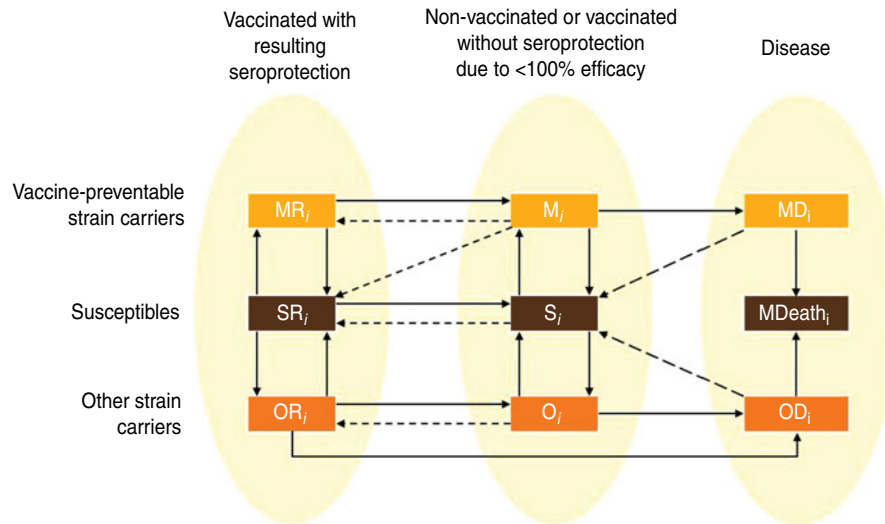 Vaccinated with
resulting
seroprotection
Non-vaccinated or vaccinated
without seroprotection
due to <100% efficacy
Disease
Vaccine-preventable
strain carriers
MRi
Mi
MDi
Susceptibles
SRi
Si
MDeathi
Other strain
carriers
ORi
Oi
ODi